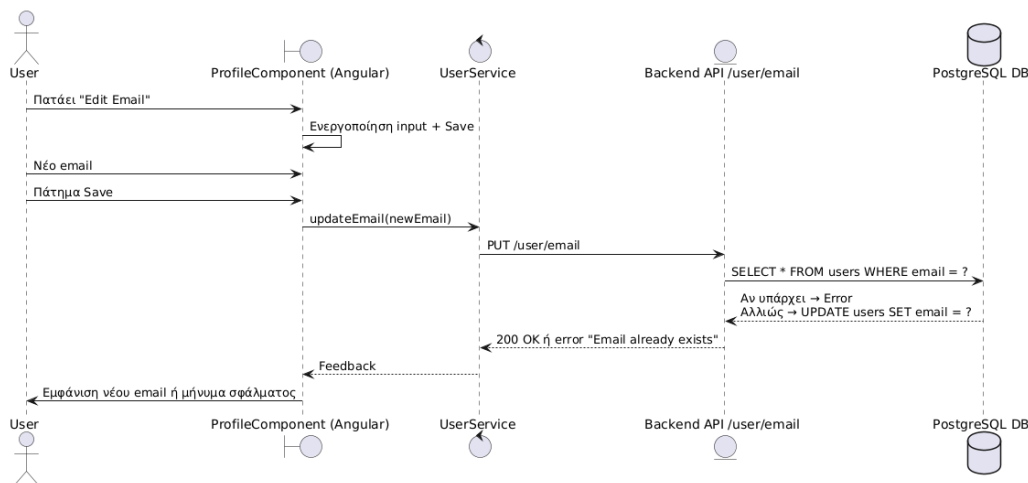 User
ProfileComponent (Angular)
UserService
Backend API /user/email
PostgreSQL DB
Πατάει "Edit Email"
Ενεργοποίηση input + Save
Νέο email
Πάτημα Save
updateEmail(newEmail)
PUT /user/email
SELECT * FROM users WHERE email = ?
Αν υπάρχει → Error
Αλλιώς → UPDATE users SET email = ?
200 OK ή error "Email already exists"
Feedback
Εμφάνιση νέου email ή μήνυμα σφάλματος
User
ProfileComponent (Angular)
UserService
Backend API /user/email
PostgreSQL DB